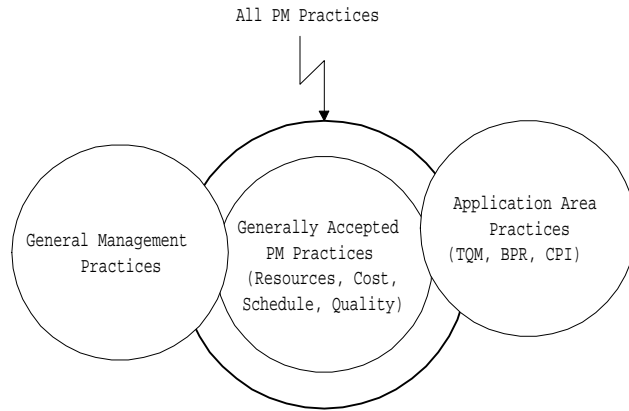 All PM Practices
General Management
Practices
Generally Accepted
PM Practices
(Resources, Cost,
Schedule, Quality)
Application Area
Practices
(TQM, BPR, CPI)